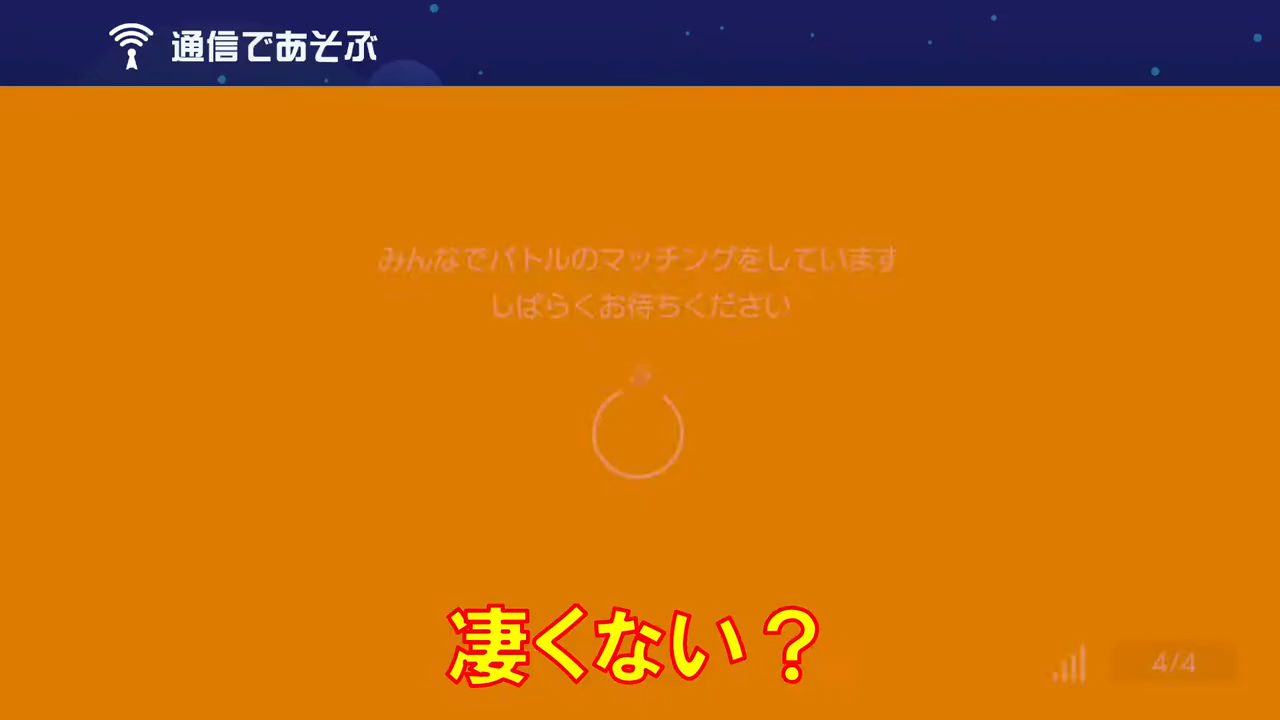 通信であそぶ
みんなでバトルのマッチングをしています
しばらくお待ちください
凄くない？
4/4